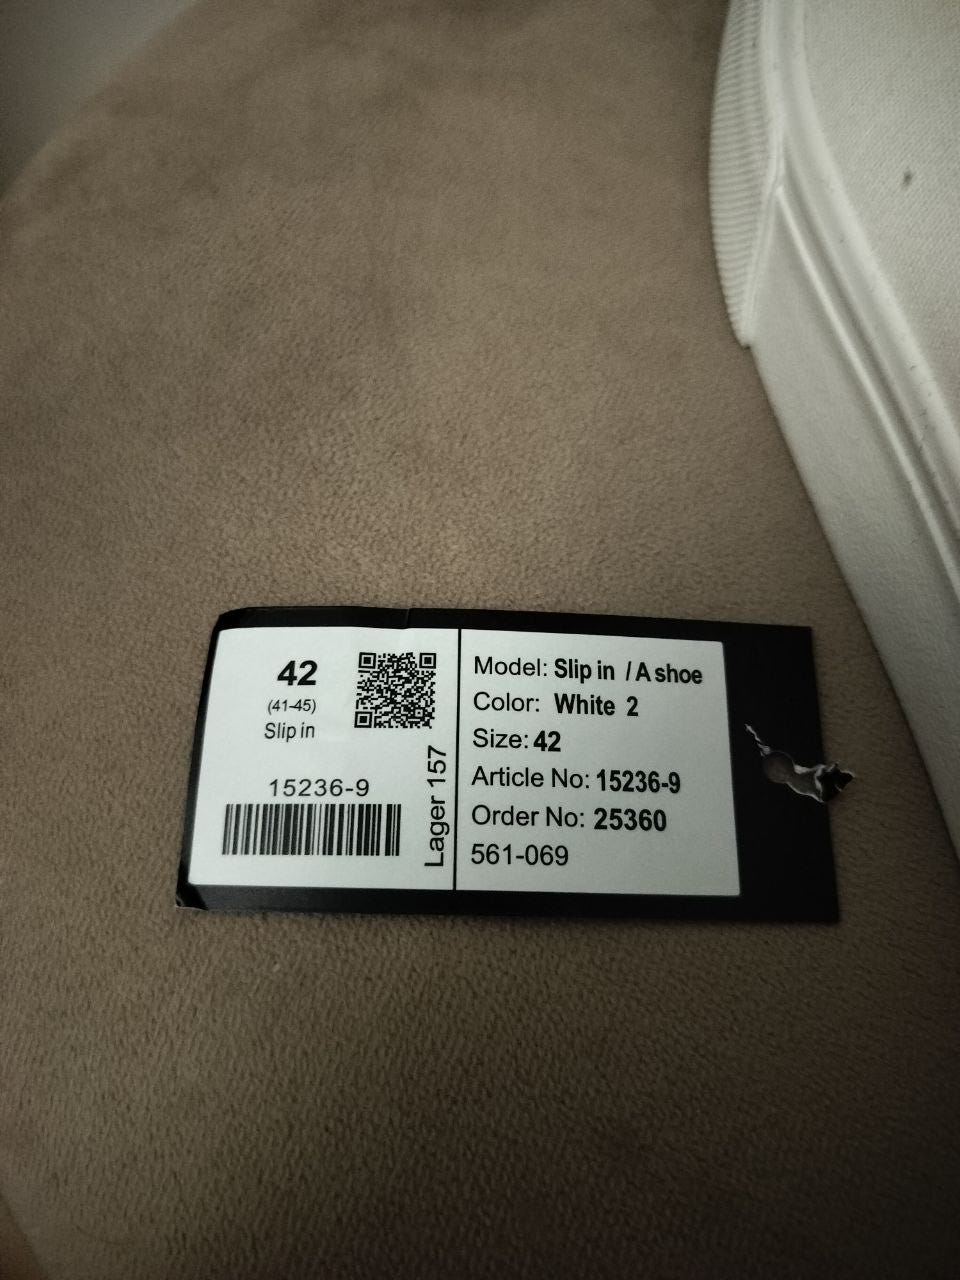 42
(41-45)
Slip in
15236-9
Lager 157
Model: Slip in / A shoe
Color: White 2
Size: 42
Article No: 15236-9
Order No: 25360
561-069